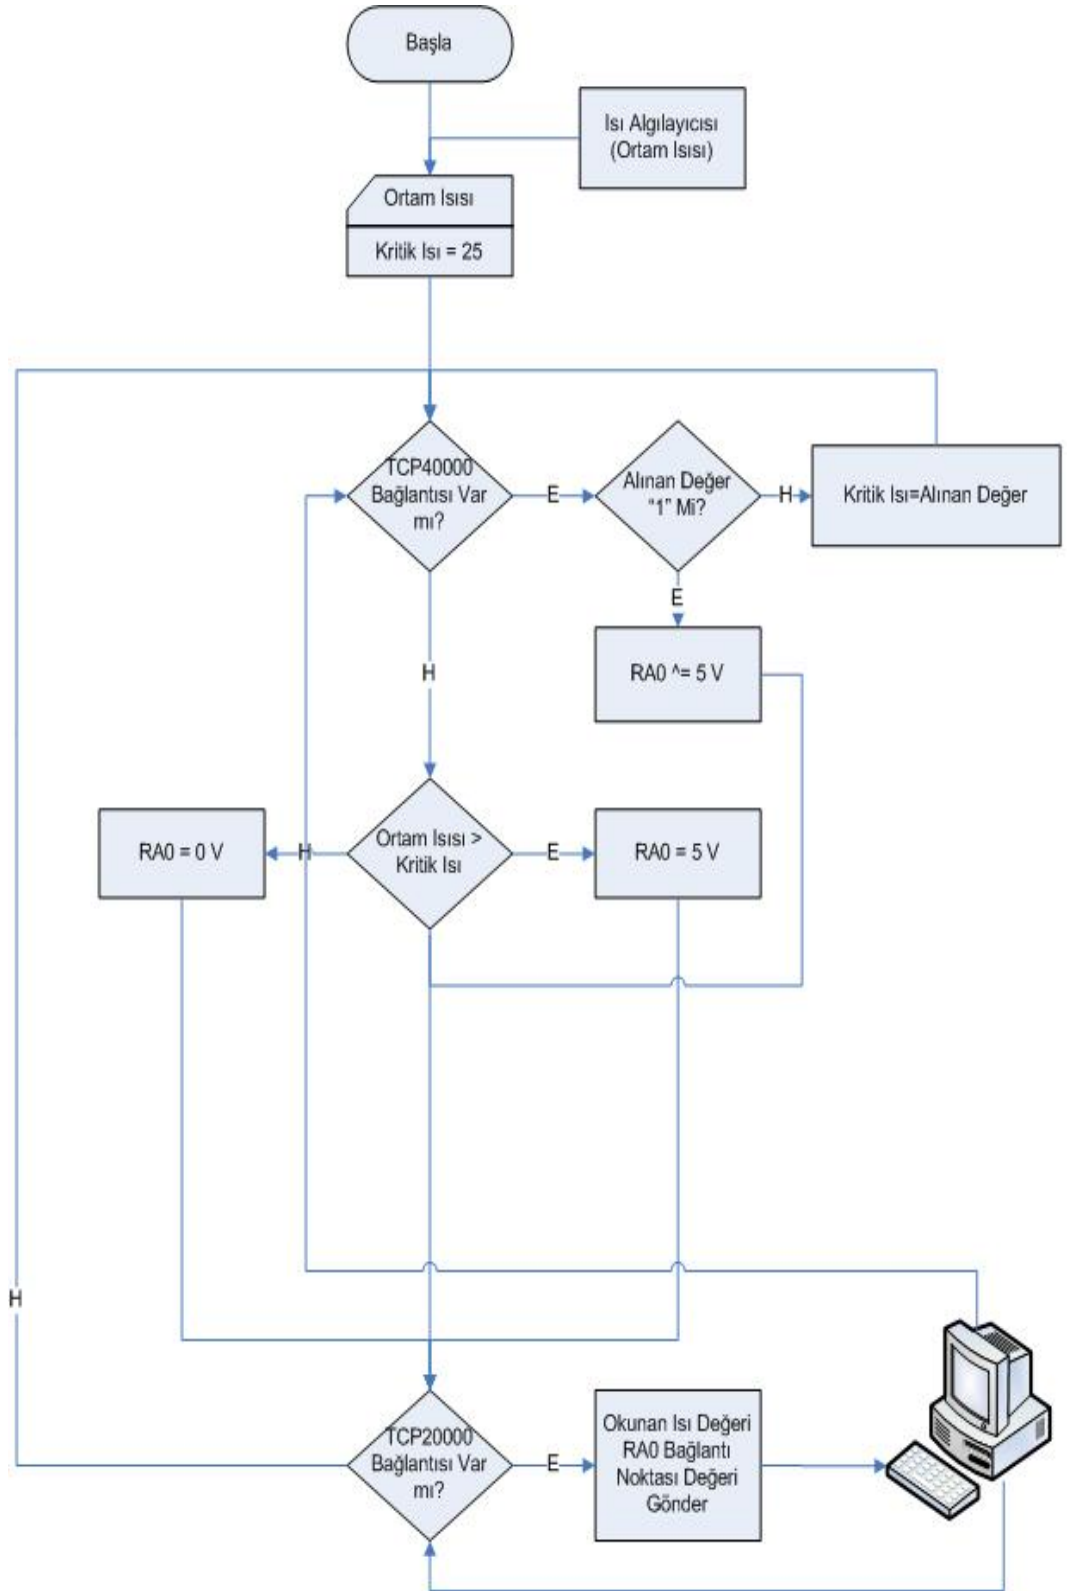 Başla
Isı Algılayıcısı
(Ortam Isısı)
Ortam Isısı
Kritik Isı = 25
TCP40000
Bağlantısı Var
mı?
E
Alınan Değer
“1” Mi?
H
Kritik Isı=Alınan Değer
E
RA0 ^= 5 V
H
RA0 = 0 V
H
Ortam Isısı >
Kritik Isı
E
RA0 = 5 V
H
TCP20000
Bağlantısı Var
mı?
E
Okunan Isı Değeri
RA0 Bağlantı
Noktası Değeri
Gönder